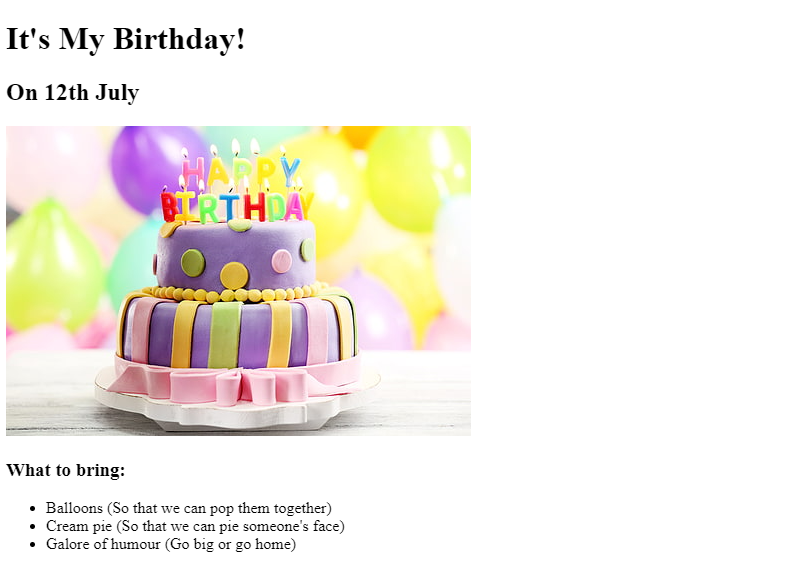 It's My Birthday!
On 12th July
HAPPY
BIRTHDAY
What to bring:
Balloons (So that we can pop them together)
Cream pie (So that we can pie someone's face)
Galore of humour (Go big or go home)